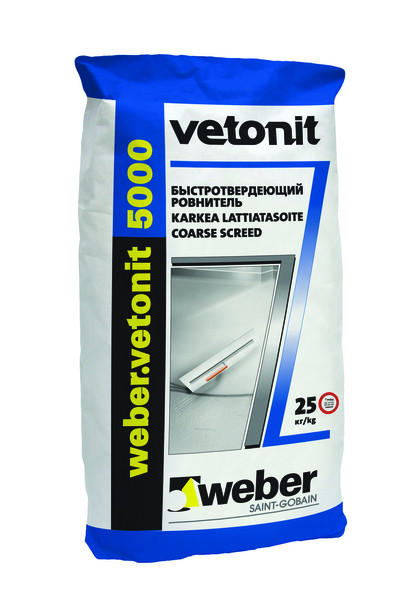 vetonit
weber.vetonit 5000
БЫСТРОТВЕРДЕЮЩИЙ
РОВНИТЕЛЬ
KARKEA LATTIATASOITE
COARSE SCREED
25
кг/kg
weber
SAINT-GOBAIN